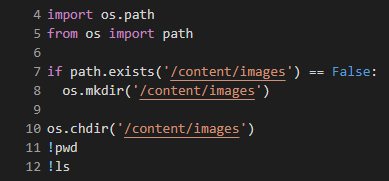 4 import os.path
5 from os import path
6
7 if path.exists('/content/images') == False:
8   os.mkdir('/content/images')
9
10 os.chdir('/content/images')
11 !pwd
12 !ls